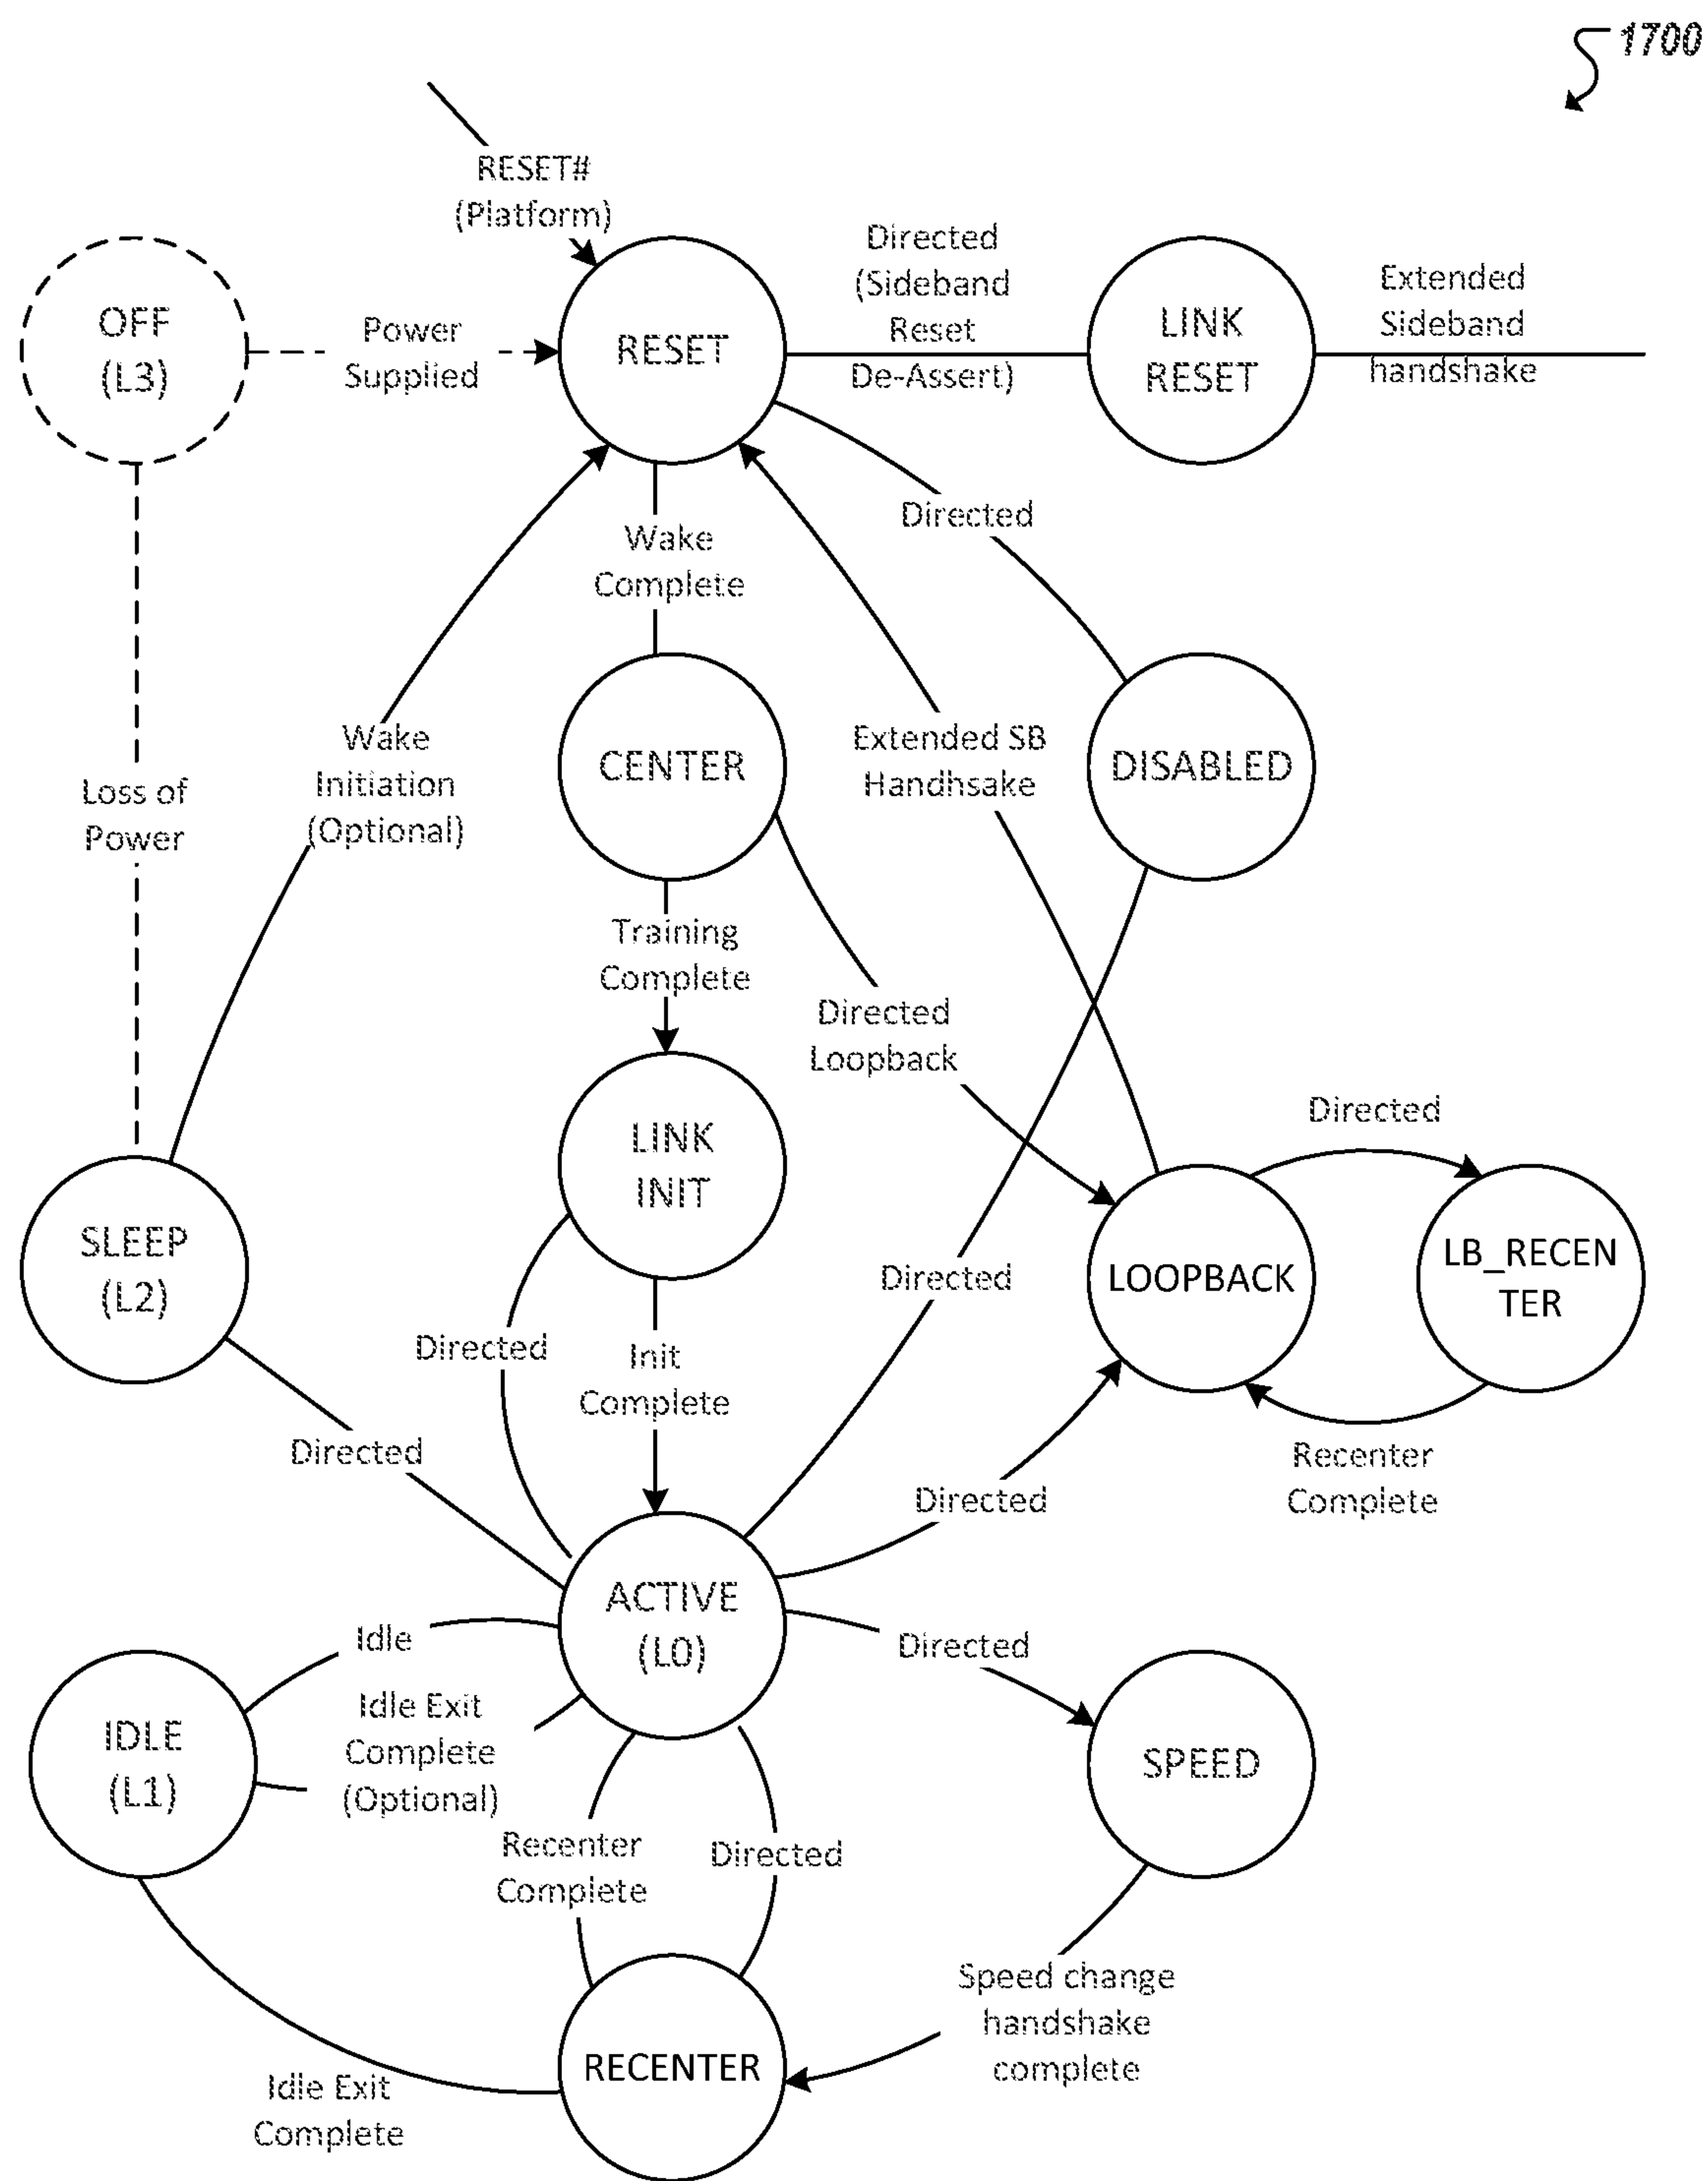 1700
RESET#
(Platform)
OFF
(L3)
Power
Supplied
RESET
Directed
(Sideband
Reset
De-Assert)
LINK
RESET
Extended
Sideband
handshake
Directed
Wake
Complete
Wake
Initiation
(Optional)
CENTER
Extended SB
Handhsake
DISABLED
Loss of
Power
Training
Complete
Directed
Loopback
LINK
INIT
Directed
SLEEP
(L2)
Directed
LOOPBACK
LB_RECEN
TER
Directed
Init
Complete
Directed
Directed
Recenter
Complete
ACTIVE
(L0)
Idle
Directed
IDLE
(L1)
Idle Exit
Complete
(Optional)
SPEED
Recenter
Complete
Directed
Speed change
handshake
complete
RECENTER
Idle Exit
Complete